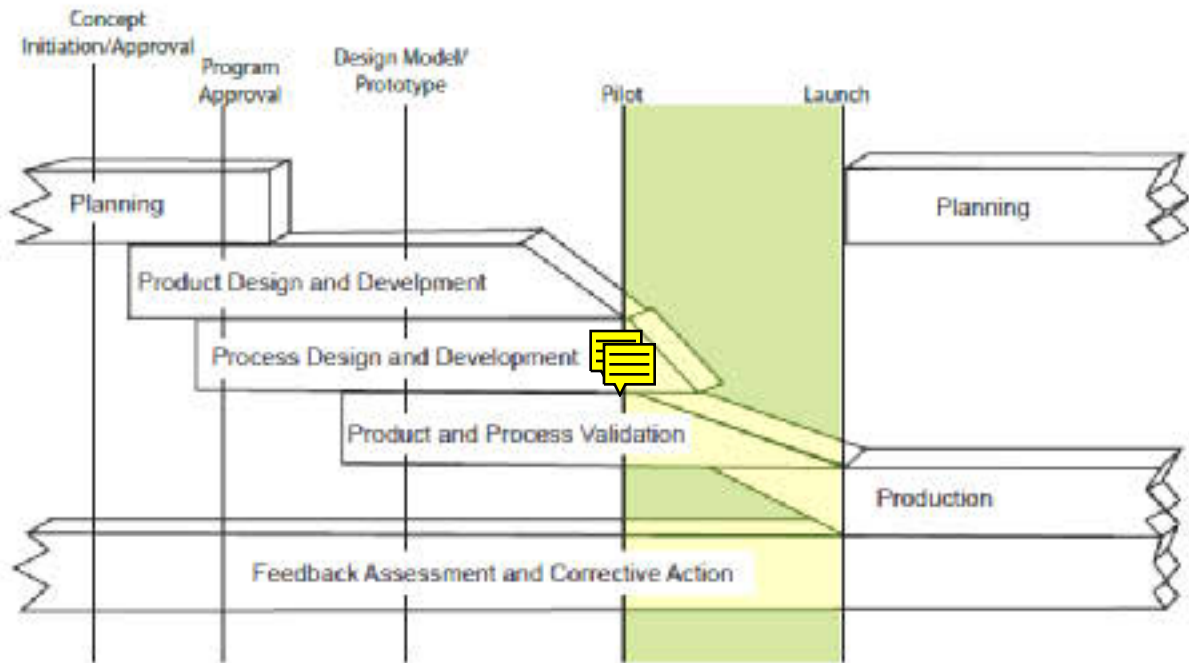 Concept
Initiation/Approval
Program
Approval
Design Model/
Prototype
Pilot
Launch
Planning
Planning
Product Design and Develpment
Process Design and Development
Product and Process Validation
Production
Feedback Assessment and Corrective Action